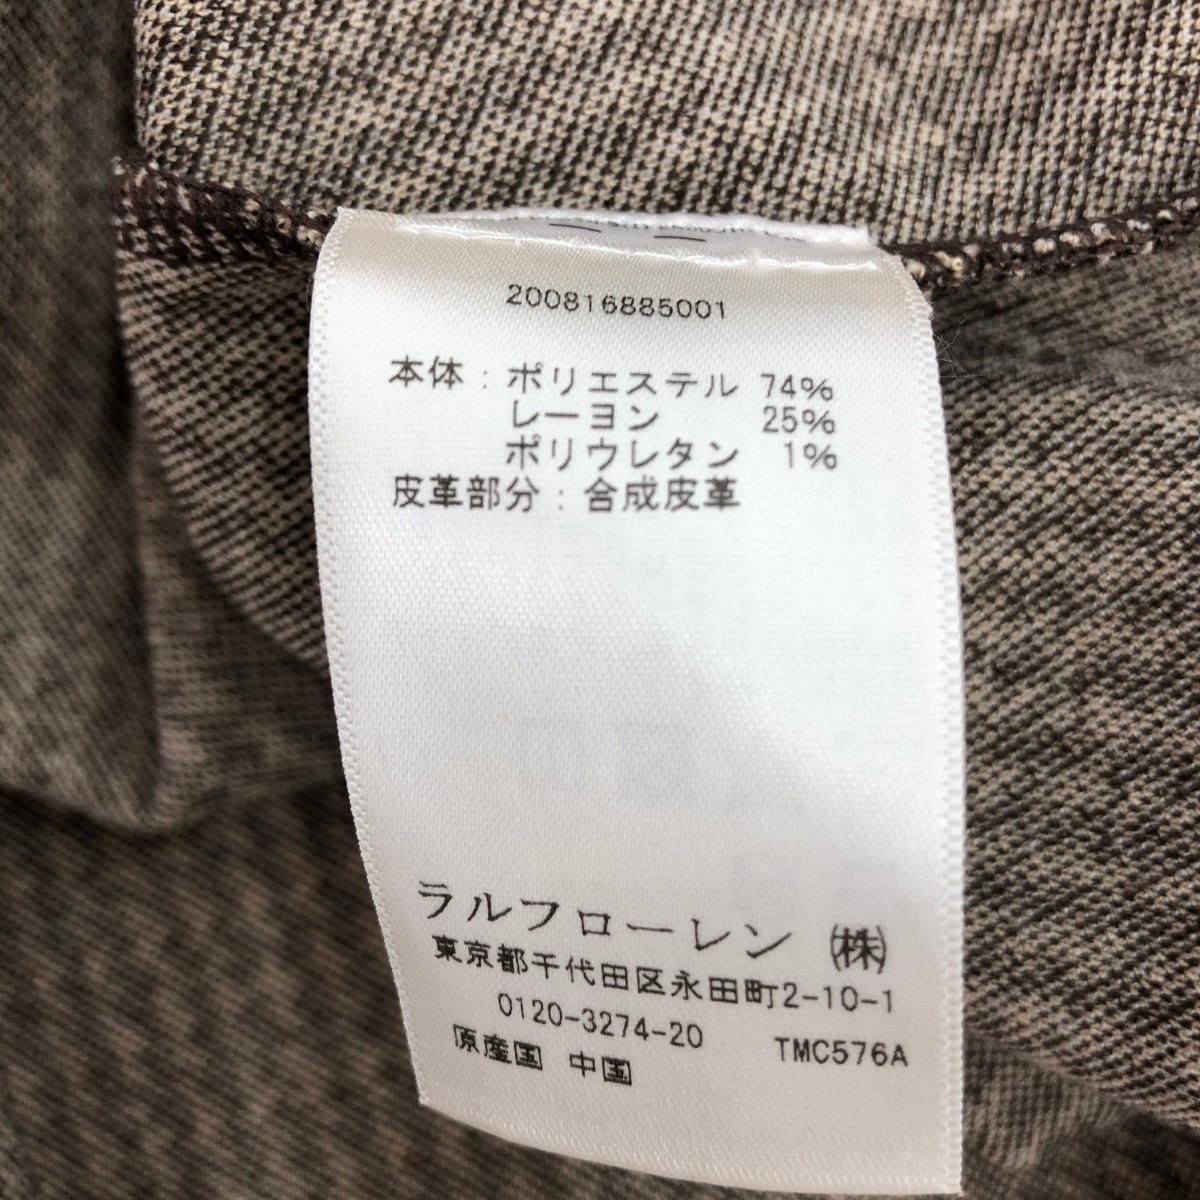 200816885001
本体：ポリエステル 74%
レーヨン 25%
ポリウレタン 1%
皮革部分：合成皮革
ラルフローレン ㈱
東京都千代田区永田町2-10-1
0120-3274-20 TMC576A
原産国 中国